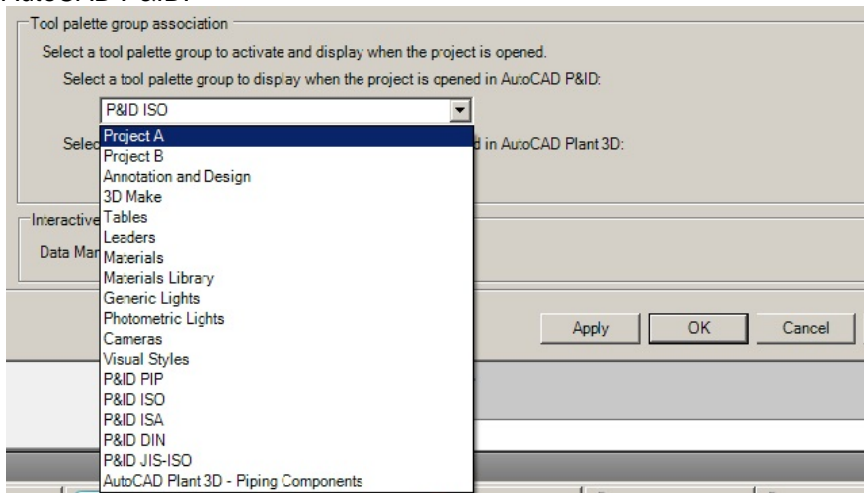 Tool palette group association
Select a tool palette group to activate and display when the project is opened.
Select a tool palette group to display when the project is opened in AutoCAD P&ID:
P&ID ISO
Selec d in AutoCAD Plant 3D:
Project A
Project B
Annotation and Design
3D Make
Tables
Leaders
Interactive
Materials
Data Man
Materials Library
Generic Lights
Photometric Lights
Cameras
Visual Styles
P&ID PIP
P&ID ISO
P&ID ISA
P&ID DIN
P&ID JIS-ISO
AutoCAD Plant 3D - Piping Components
Apply OK Cancel